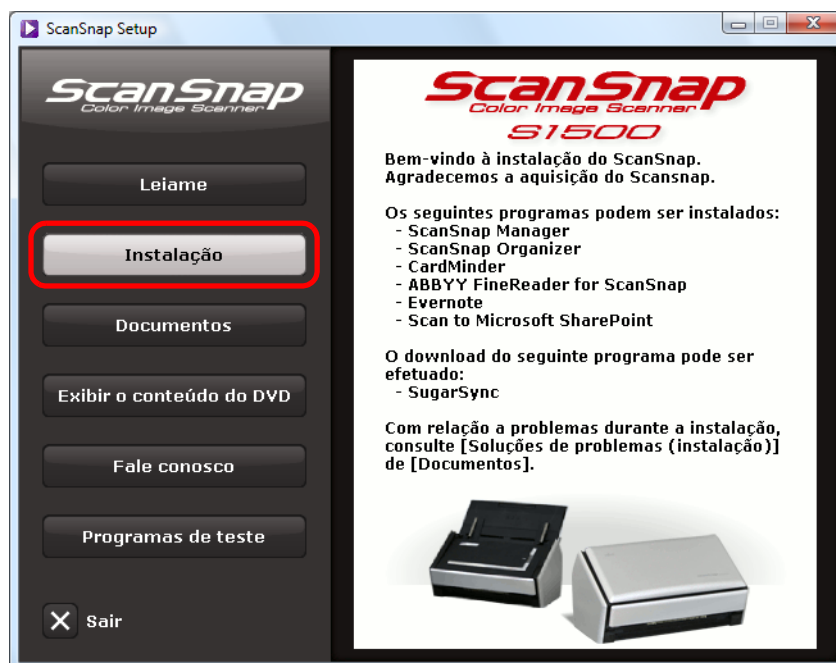 ScanSnap Setup
ScanSnap
Color Image Scanner
Leiame
Instalação
Documentos
Exibir o conteúdo do DVD
Fale conosco
Programas de teste
Sair
ScanSnap
Color Image Scanner
S1500
Bem-vindo à instalação do ScanSnap.
Agradecemos a aquisição do Scansnap.
Os seguintes programas podem ser instalados:
- ScanSnap Manager
- ScanSnap Organizer
- CardMinder
- ABBYY FineReader for ScanSnap
- Evernote
- Scan to Microsoft SharePoint
O download do seguinte programa pode ser
efetuado:
- SugarSync
Com relação a problemas durante a instalação,
consulte [Soluções de problemas (instalação)]
de [Documentos].